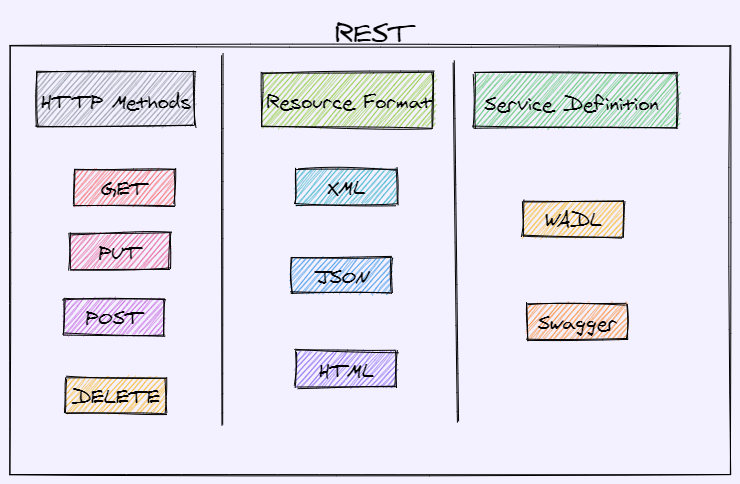 REST
HTTP Methods
Resource Format
Service Definition
GET
PUT
POST
DELETE
XML
JSON
HTML
WADL
Swagger